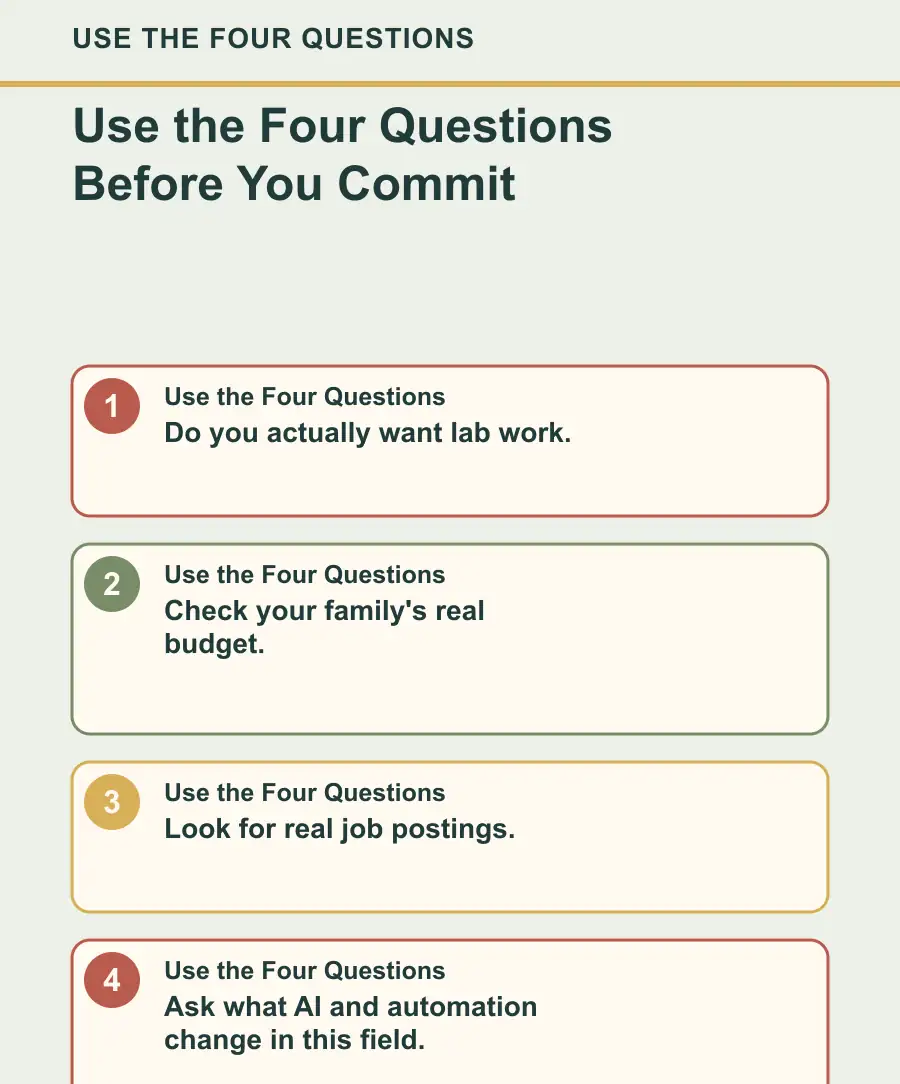 USE THE FOUR QUESTIONS
Use the Four Questions
Before You Commit
1
Use the Four Questions
Do you actually want lab work.
2
Use the Four Questions
Check your family's real
budget.
3
Use the Four Questions
Look for real job postings.
4
Use the Four Questions
Ask what AI and automation
change in this field.